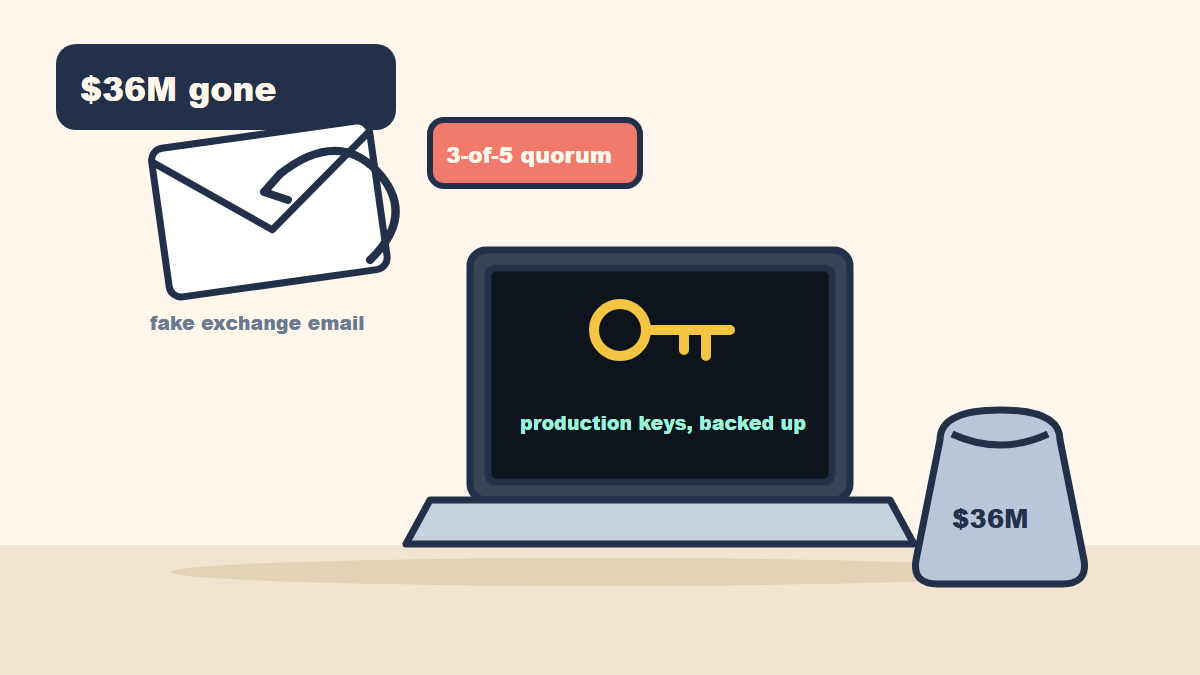 $36M gone
3-of-5 quorum
fake exchange email
production keys, backed up
$36M